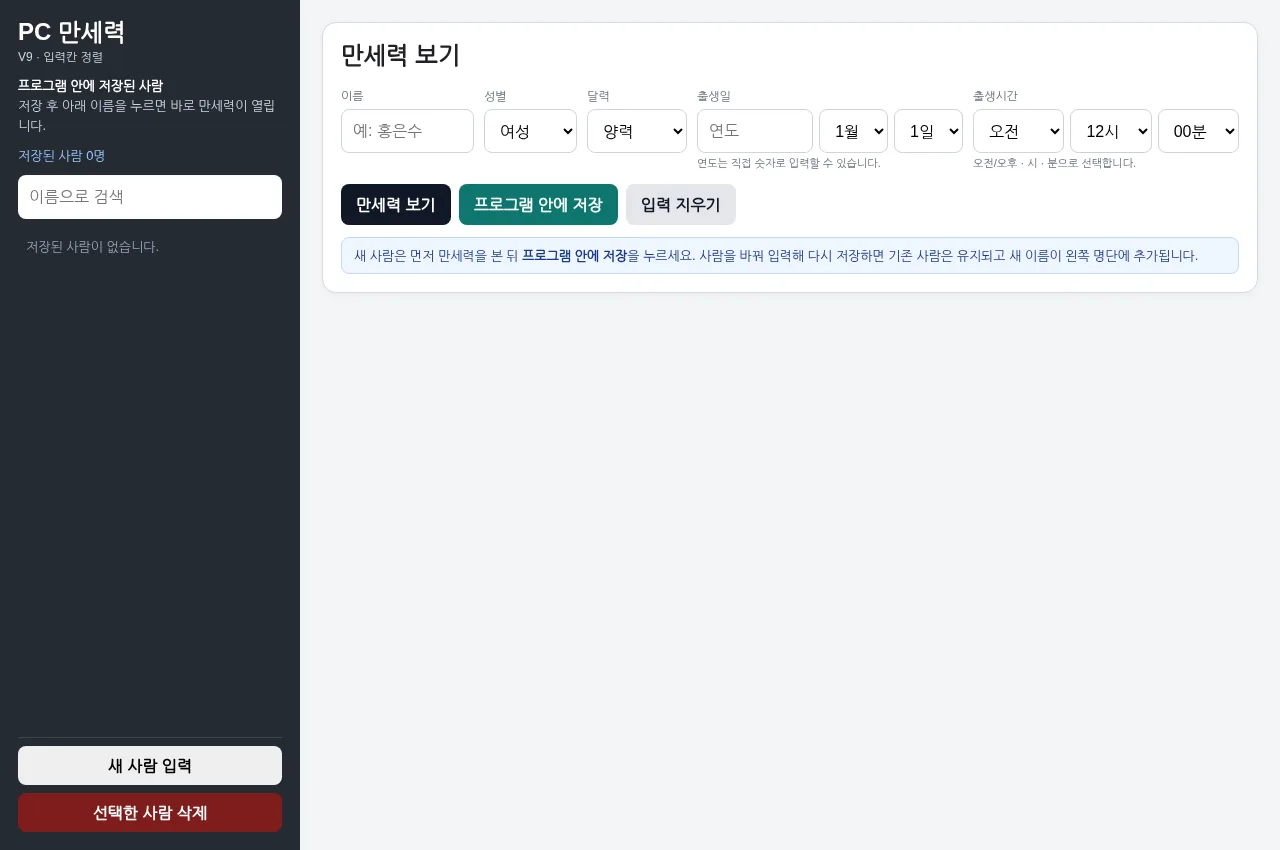 PC 만세력
V9 · 입력칸 정렬
프로그램 안에 저장된 사람
저장 후 아래 이름을 누르면 바로 만세력이 열립
니다.
저장된 사람 0명
이름으로 검색
저장된 사람이 없습니다.
새 사람 입력
선택한 사람 삭제
만세력 보기
이름 성별 달력 출생일 출생시간
예: 홍은수 여성 양력 연도 1월 1일 오전 12시 00분
연도는 직접 숫자로 입력할 수 있습니다. 오전/오후 · 시 · 분으로 선택합니다.
만세력 보기 프로그램 안에 저장 입력 지우기
새 사람은 먼저 만세력을 본 뒤 프로그램 안에 저장을 누르세요. 사람을 바꿔 입력해 다시 저장하면 기존 사람은 유지되고 새 이름이 왼쪽 명단에 추가됩니다.